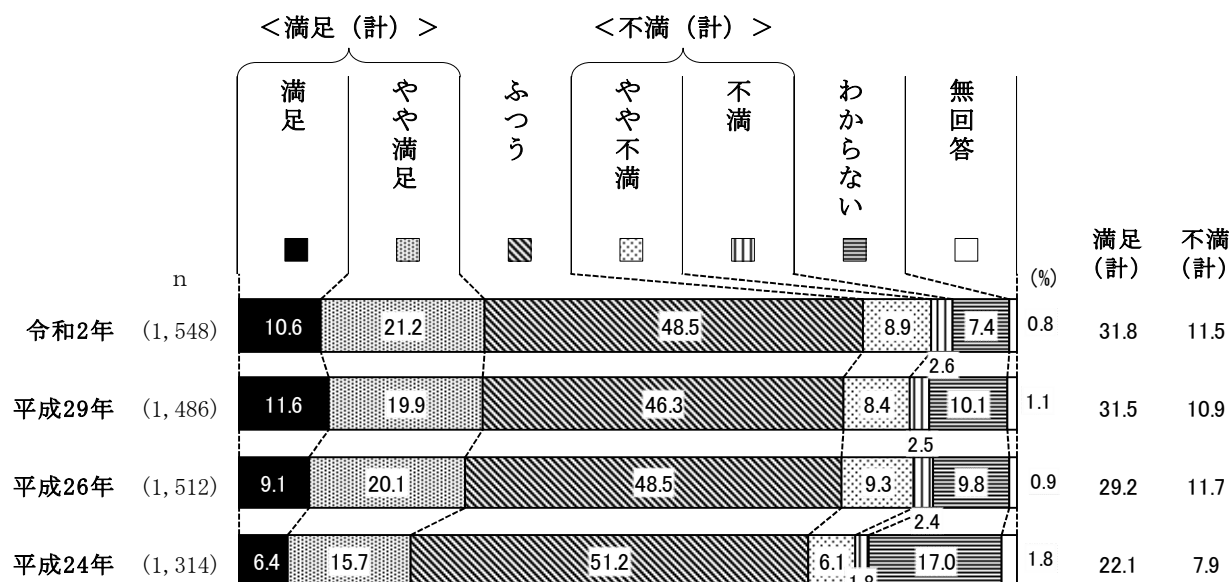 ＜満足（計）＞ ＜不満（計）＞
満足 やや満足 ふつう やや不満 不満 わからない 無回答
満足（計） 不満（計）
n (%)
令和2年 (1,548) 10.6 21.2 48.5 8.9 7.4 0.8 31.8 11.5
2.6
平成29年 (1,486) 11.6 19.9 46.3 8.4 10.1 1.1 31.5 10.9
2.5
平成26年 (1,512) 9.1 20.1 48.5 9.3 9.8 0.9 29.2 11.7
2.4
平成24年 (1,314) 6.4 15.7 51.2 6.1 17.0 1.8 22.1 7.9
1.8